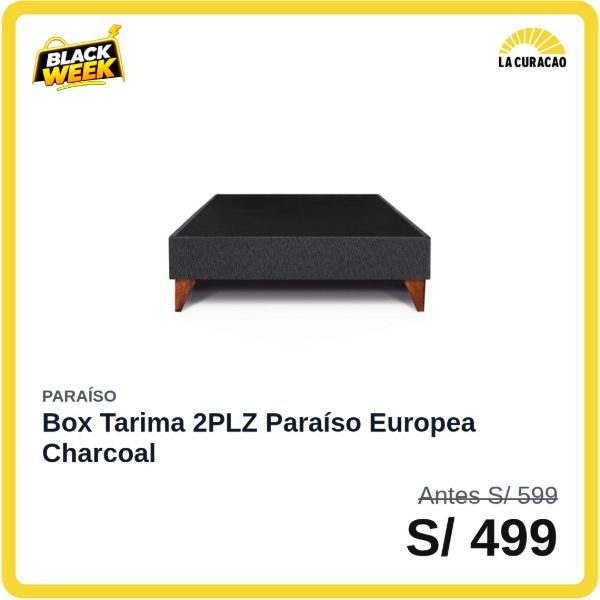 BLACK
WEEK
LA CURACAO
PARAÍSO
Box Tarima 2PLZ Paraíso Europea
Charcoal
Antes S/ 599
S/ 499